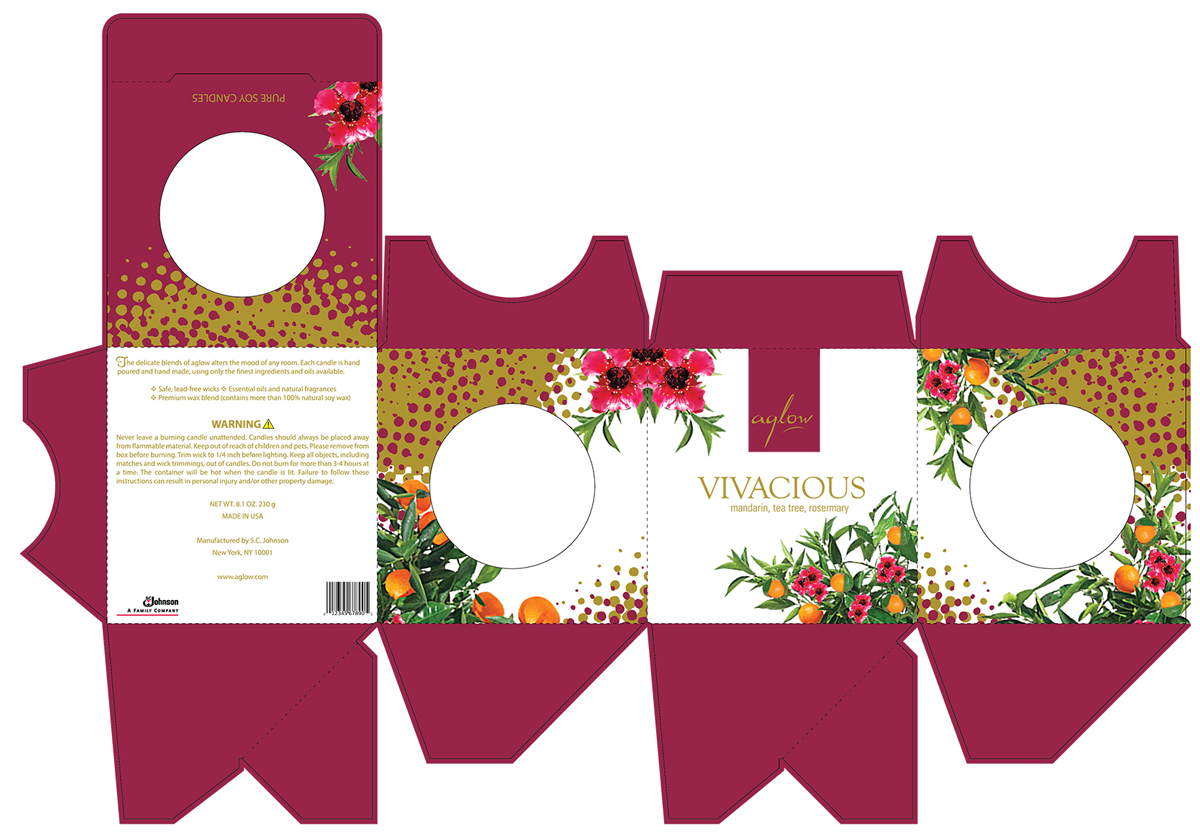 PURE SOY CANDLES
The delicate blends of aglow alters the mood of any room. Each candle is hand
poured and hand made, using only the finest ingredients and oils available.
❖ Safe, lead-free wicks ❖ Essential oils and natural fragrances
❖ Premium wax blend (contains more than 100% natural soy wax)
WARNING
Never leave a burning candle unattended. Candles should always be placed away
from flammable material. Keep out of reach of children and pets. Please remove from
box before burning. Trim wick to 1/4 inch before lighting. Keep all objects, including
matches and wick trimmings, out of candles. Do not burn for more than 3-4 hours at
a time. The container will be hot when the candle is lit. Failure to follow these
instructions can result in personal injury and/or other property damage.
NET WT. 8.1 OZ. 230 g
MADE IN USA
Manufactured by S.C. Johnson
New York, NY 10001
www.aglow.com
SC Johnson
A FAMILY COMPANY
0 12345 67890 5
aglow
VIVACIOUS
mandarin, tea tree, rosemary